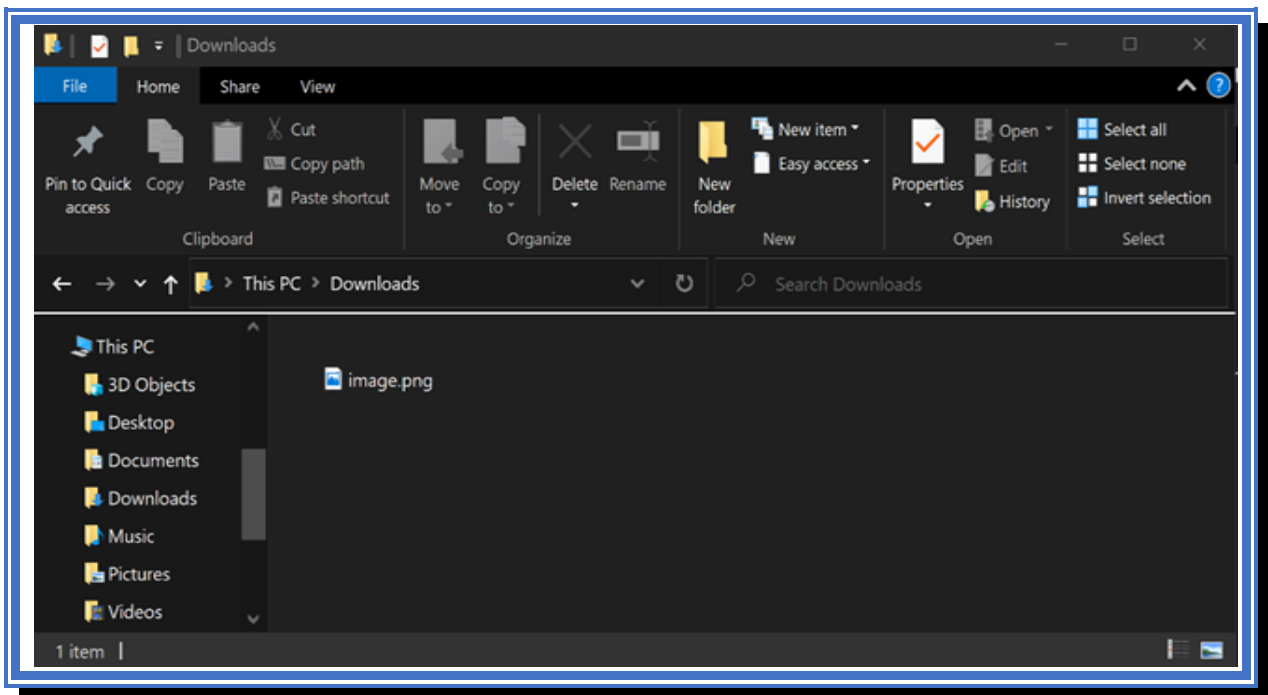 Downloads
File Home Share View
?
Pin to Quick access
Copy
Paste
Cut
Copy path
Paste shortcut
Clipboard
Move to
Copy to
Delete
Rename
Organize
New folder
New item
Easy access
New
Properties
Open
Edit
History
Open
Select all
Select none
Invert selection
Select
This PC > Downloads
Search Downloads
This PC
3D Objects
Desktop
Documents
Downloads
Music
Pictures
Videos
image.png
1 item